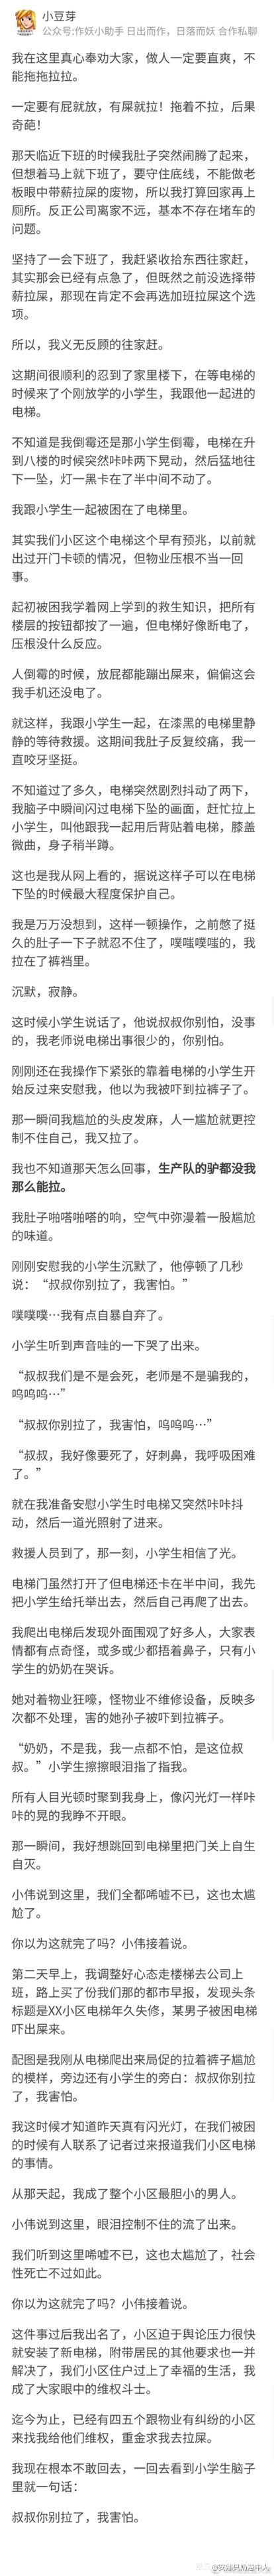 小豆芽
公众号:作妖小助手 日出而作，日落而妖 合作私聊
我在这里真心奉劝大家，做人一定要直爽，不
能拖拖拉拉。
一定要有屁就放，有屎就拉！拖着不拉，后果
奇葩！
那天临近下班的时候我肚子突然闹腾了起来，
但想着马上就下班了，要守住底线，不能做老
板眼中带薪拉屎的废物，所以我打算回家再上
厕所。反正公司离家不远，基本不存在堵车的
问题。
坚持了一会下班了，我赶紧收拾东西往家赶，
其实那会已经有点急了，但既然之前没选择带
薪拉屎，那现在肯定不会再选加班拉屎这个选
项。
所以，我义无反顾的往家赶。
这期间很顺利的忍到了家里楼下，在等电梯的
时候来了个刚放学的小学生，我跟他一起进的
电梯。
不知道是我倒霉还是那小学生倒霉，电梯在升
到八楼的时候突然咔咔两下晃动，然后猛地往
下一坠，灯一黑卡在了半中间不动了。
我跟小学生一起被困在了电梯里。
其实我们小区这个电梯这个早有预兆，以前就
出过开门卡顿的情况，但物业压根不当一回
事。
起初被困我学着网上学到的救生知识，把所有
楼层的按钮都按了一遍，但电梯好像断电了，
压根没什么反应。
人倒霉的时候，放屁都能蹦出屎来，偏偏这会
我手机还没电了。
就这样，我跟小学生一起，在漆黑的电梯里静
静的等待救援。这期间我肚子反复绞痛，我一
直咬牙坚挺。
不知道过了多久，电梯突然剧烈抖动了两下，
我脑子中瞬间闪过电梯下坠的画面，赶忙拉上
小学生，叫他跟我一起用后背贴着电梯，膝盖
微曲，身子稍半蹲。
这也是我从网上看的，据说这样子可以在电梯
下坠的时候最大程度保护自己。
我是万万没想到，这样一顿操作，之前憋了挺
久的肚子一下子就忍不住了，噗嗤噗嗤的，我
拉在了裤裆里。
沉默，寂静。
这时候小学生说话了，他说叔叔你别怕，没事
的，我老师说电梯出事很少的，你别怕。
刚刚还在我操作下紧张的靠着电梯的小学生开
始反过来安慰我，他以为我被吓到拉裤子了。
那一瞬间我尴尬的头皮发麻，人一尴尬就更控
制不住自己，我又拉了。
我也不知道那天怎么回事，生产队的驴都没我
那么能拉。
我肚子啪嗒啪嗒的响，空气中弥漫着一股尴尬
的味道。
刚刚安慰我的小学生沉默了，他停顿了几秒
说：“叔叔你别拉了，我害怕。”
噗噗噗…我有点自暴自弃了。
小学生听到声音哇的一下哭了出来。
“叔叔我们是不是会死，老师是不是骗我的，
呜呜呜…”
“叔叔你别拉了，我害怕，呜呜呜…”
“叔叔，我好像要死了，好刺鼻，我呼吸困难
了。”
就在我准备安慰小学生时电梯又突然咔咔抖
动，然后一道光照射了进来。
救援人员到了，那一刻，小学生相信了光。
电梯门虽然打开了但电梯还卡在半中间，我先
把小学生给托举出去，然后自己再爬了出去。
我爬出电梯后发现外面围观了好多人，大家表
情都有点奇怪，或多或少都捂着鼻子，只有小
学生的奶奶在哭诉。
她对着物业狂嚎，怪物业不维修设备，反映多
次都不处理，害的她孙子被吓到拉裤子。
“奶奶，不是我，我一点都不怕，是这位叔
叔。”小学生擦擦眼泪指了指我。
所有人目光顿时聚到我身上，像闪光灯一样咔
咔的晃的我睁不开眼。
那一瞬间，我好想跳回到电梯里把门关上自生
自灭。
小伟说到这里，我们全都唏嘘不已，这也太尴
尬了。
你以为这就完了吗？小伟接着说。
第二天早上，我调整好心态走楼梯去公司上
班，路上买了份我们那的都市早报，发现头条
标题是XX小区电梯年久失修，某男子被困电梯
吓出屎来。
配图是我刚从电梯爬出来局促的拉着裤子尴尬
的模样，旁边还有小学生的旁白：叔叔你别拉
了，我害怕。
我这时候才知道昨天真有闪光灯，在我们被困
的时候有人联系了记者过来报道我们小区电梯
的事情。
从那天起，我成了整个小区最胆小的男人。
小伟说到这里，眼泪控制不住的流了出来。
我们听到这里唏嘘不已，这也太尴尬了，社会
性死亡不过如此。
你以为这就完了吗？小伟接着说。
这件事过后我出名了，小区迫于舆论压力很快
就安装了新电梯，附带居民的其他要求也一并
解决了，我们小区住户过上了幸福的生活，我
成了大家眼中的维权斗士。
迄今为止，已经有四五个跟物业有纠纷的小区
来找我给他们维权，重金求我去拉屎。
我现在根本不敢回去，一回去看到小学生脑子
里就一句话：
叔叔你别拉了，我害怕。